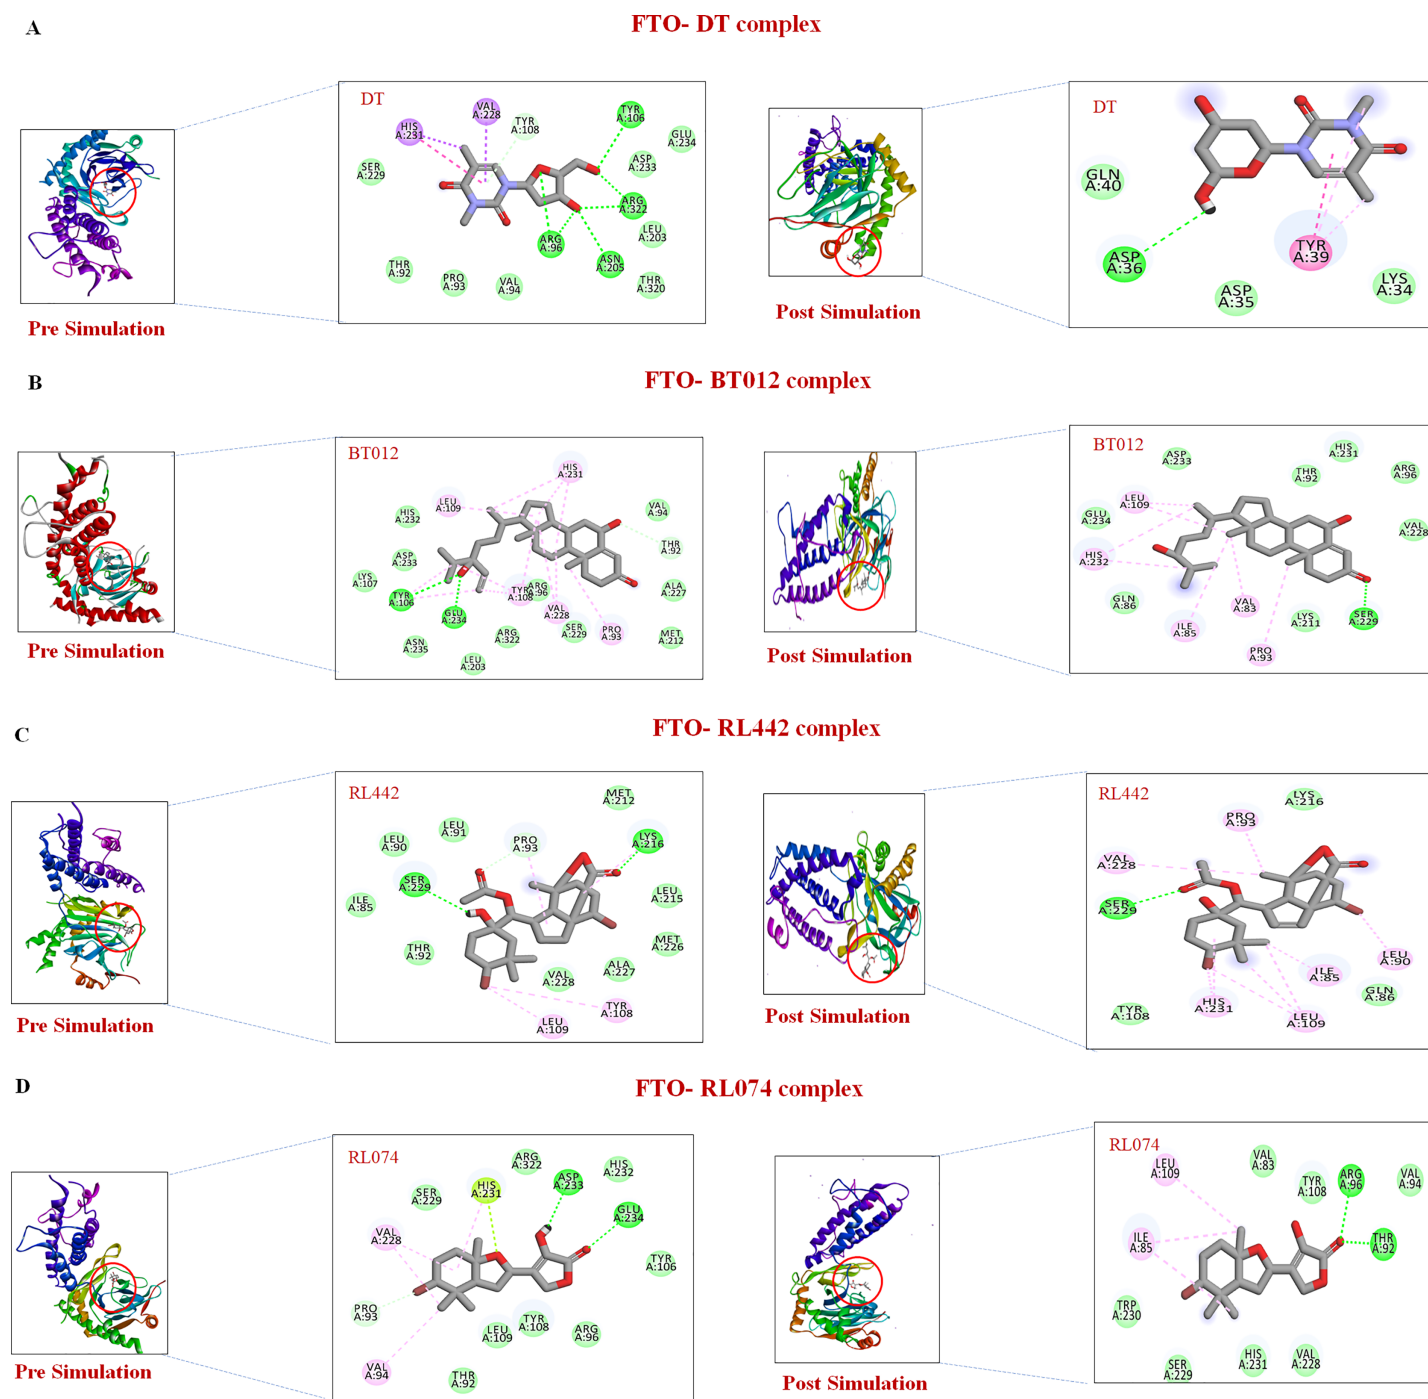 A
FTO- DT complex
DT
VAL
A:228
HIS
A:231
TYR
A:108
TYR
A:106
GLU
A:234
SER
A:229
ASP
A:233
ARG
A:322
LEU
A:203
ARG
A:96
ASN
A:205
THR
A:92
PRO
A:93
VAL
A:94
THR
A:320
Pre Simulation
DT
GLN
A:40
ASP
A:36
TYR
A:39
ASP
A:35
LYS
A:34
Post Simulation
B
FTO- BT012 complex
BT012
HIS
A:231
LEU
A:109
HIS
A:232
VAL
A:94
THR
A:92
ASP
A:233
LYS
A:107
TYR
A:106
GLU
A:234
TYR
A:108
ARG
A:96
VAL
A:228
ALA
A:227
ASN
A:235
LEU
A:203
ARG
A:322
SER
A:229
PRO
A:93
MET
A:212
Pre Simulation
BT012
ASP
A:233
HIS
A:231
THR
A:92
ARG
A:96
LEU
A:109
GLU
A:234
VAL
A:228
HIS
A:232
GLN
A:86
VAL
A:83
ILE
A:85
LYS
A:211
SER
A:229
PRO
A:93
Post Simulation
C
FTO- RL442 complex
RL442
MET
A:212
LEU
A:90
LEU
A:91
PRO
A:93
LYS
A:216
SER
A:229
ILE
A:85
LEU
A:215
THR
A:92
MET
A:226
VAL
A:228
ALA
A:227
TYR
A:108
LEU
A:109
Pre Simulation
RL442
LYS
A:216
PRO
A:93
VAL
A:228
SER
A:229
LEU
A:90
ILE
A:85
GLN
A:86
TYR
A:108
HIS
A:231
LEU
A:109
Post Simulation
D
FTO- RL074 complex
RL074
ARG
A:322
ASP
A:233
HIS
A:232
SER
A:229
HIS
A:231
GLU
A:234
VAL
A:228
TYR
A:106
PRO
A:93
LEU
A:109
TYR
A:108
ARG
A:96
VAL
A:94
THR
A:92
Pre Simulation
RL074
LEU
A:109
VAL
A:83
TYR
A:108
ARG
A:96
VAL
A:94
ILE
A:85
THR
A:92
TRP
A:230
SER
A:229
HIS
A:231
VAL
A:228
Post Simulation